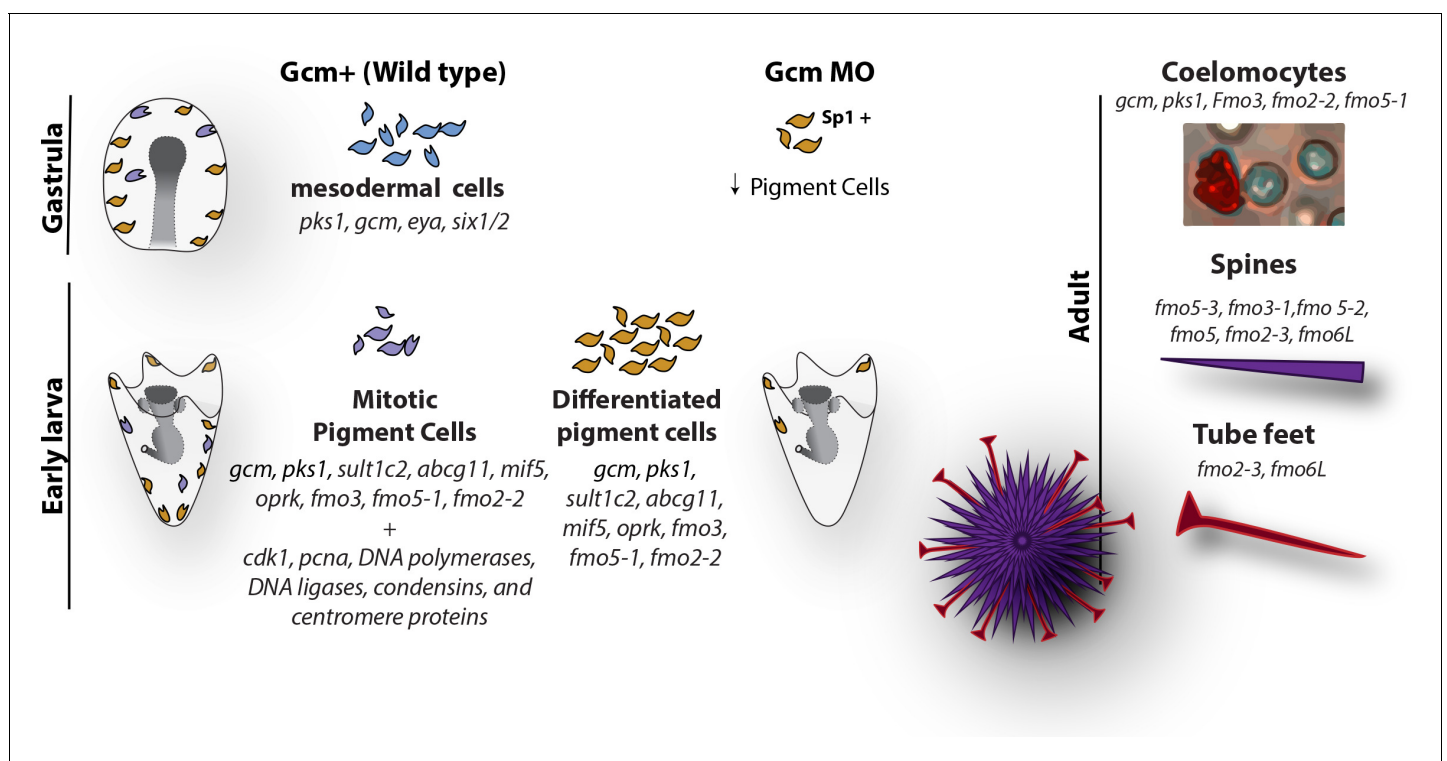 Gcm+ (Wild type)
Gcm MO
Gastrula
mesodermal cells
pks1, gcm, eya, six1/2
Sp1 +
↓ Pigment Cells
Early larva
Mitotic
Pigment Cells
gcm, pks1, sult1c2, abcg11, mif5,
oprk, fmo3, fmo5-1, fmo2-2
+
cdk1, pcna, DNA polymerases,
DNA ligases, condensins, and
centromere proteins
Differentiated
pigment cells
gcm, pks1,
sult1c2, abcg11,
mif5, oprk, fmo3,
fmo5-1, fmo2-2
Adult
Coelomocytes
gcm, pks1, Fmo3, fmo2-2, fmo5-1
Spines
fmo5-3, fmo3-1,fmo 5-2,
fmo5, fmo2-3, fmo6L
Tube feet
fmo2-3, fmo6L